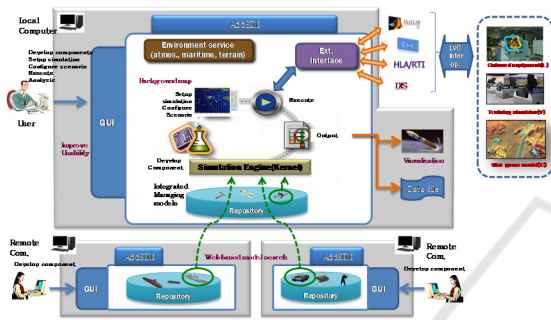 Local
Computer
AddSIM
Develop component
Setup simulation
Configure scenario
Execute
Analysis
User
GUI
Improve
Usability
Environment service
(atmos., maritime, terrain)
Ext.
Interface
Background map
Setup
simulation
Configure
Scenario
Execute
Output
Develop
Component
Simulation Engine(Kernel)
Integrated
Managing
models
Repository
C++
HLA/RTI
DIS
LVC
Inter
op.
Training simulator(V)
War game model(C)
Visualization
Data file
Remote
Com.
Develop component
GUI
AddSIM
Web based model search
Repository
AddSIM
Repository
GUI
Remote
Com.
Develop component